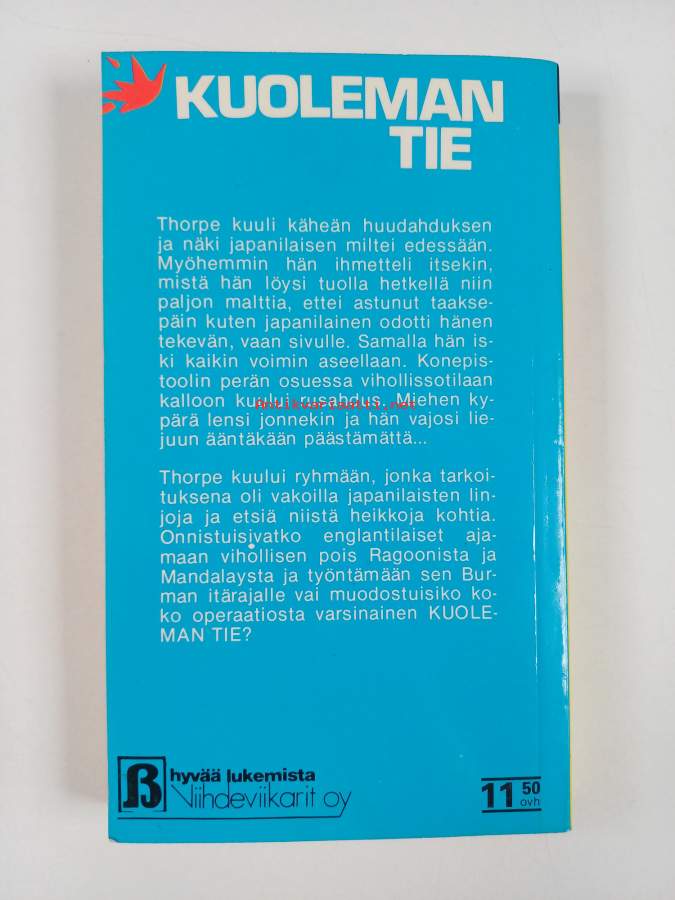 KUOLEMAN
TIE
Thorpe kuuli käheän huudahduksen
ja näki japanilaisen miltei edessään.
Myöhemmin hän ihmetteli itsekin,
mistä hän löysi tuolla hetkellä niin
paljon malttia, ettei astunut taakse-
päin kuten japanilainen odotti hänen
tekevän, vaan sivulle. Samalla hän is-
ki kaikin voimin aseellaan. Konepis-
toolin perän osuessa vihollissotilaan
kalloon kuului rusahdus. Miehen ky-
Antikvariaatti.net
pärä lensi jonnekin ja hän vajosi lie-
juun ääntäkään päästämättä...
Thorpe kuului ryhmään, jonka tarkoi-
tuksena oli vakoilla japanilaisten lin-
joja ja etsiä niistä heikkoja kohtia.
Onnistuisivatko englantilaiset aja-
maan vihollisen pois Ragoonista ja
Mandalaysta ja työntämään sen Bur-
man itärajalle vai muodostuisiko ko-
ko operaatiosta varsinainen KUOLE-
MAN TIE?
hyvää lukemista
Viihdeviikarit oy
11 50
ovh